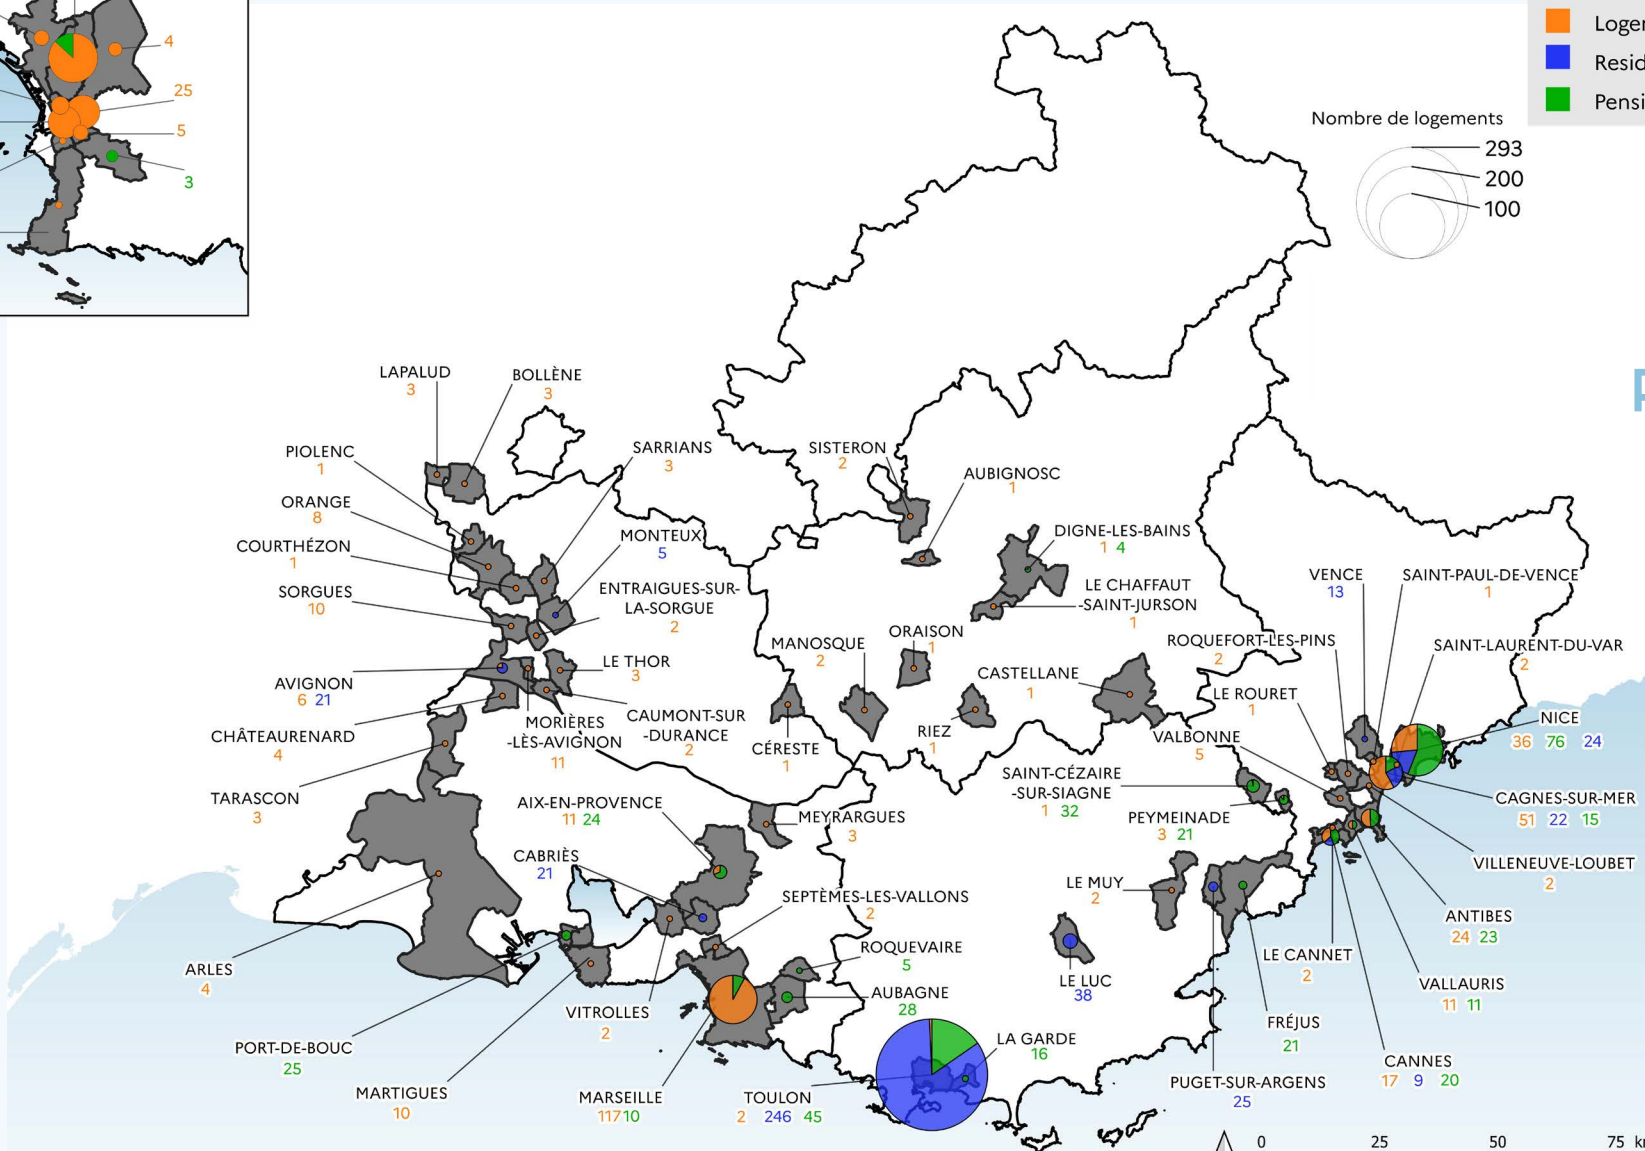 4
25
5
3
Nombre de logements
293
200
100
LAPALUD
3
BOLLÈNE
3
PIOLENC
1
SARRIANS
3
SISTERON
2
AUBIGNOSC
1
ORANGE
8
MONTEUX
5
DIGNE-LES-BAINS
1 4
COURTHÉZON
1
ENTRAIGUES-SUR-
LA-SORGUE
2
LE CHAFFAUT
-SAINT-JURSON
1
VENCE
13
SAINT-PAUL-DE-VENCE
1
SORGUES
10
MANOSQUE
2
ORAISON
1
ROQUEFORT-LES-PINS
2
SAINT-LAURENT-DU-VAR
2
LE THOR
3
CASTELLANE
1
LE ROURET
1
AVIGNON
6 21
MORIÈRES
-LÈS-AVIGNON
11
CAUMONT-SUR
-DURANCE
2
CÉRESTE
1
RIEZ
1
VALBONNE
5
NICE
36 76 24
CHÂTEAURENARD
4
SAINT-CÉZAIRE
-SUR-SIAGNE
1 32
TARASCON
3
AIX-EN-PROVENCE
11 24
MEYRARGUES
3
PEYMEINADE
3 21
CAGNES-SUR-MER
51 22 15
CABRIÈS
21
VILLENEUVE-LOUBET
2
SEPTÈMES-LES-VALLONS
2
LE MUY
2
ANTIBES
24 23
ROQUEVAIRE
5
LE CANNET
2
ARLES
4
AUBAGNE
28
LE LUC
38
VALLAURIS
11 11
VITROLLES
2
FRÉJUS
21
PORT-DE-BOUC
25
LA GARDE
16
CANNES
17 9 20
MARTIGUES
10
MARSEILLE
117 10
TOULON
2 246 45
PUGET-SUR-ARGENS
25
0 25 50 75